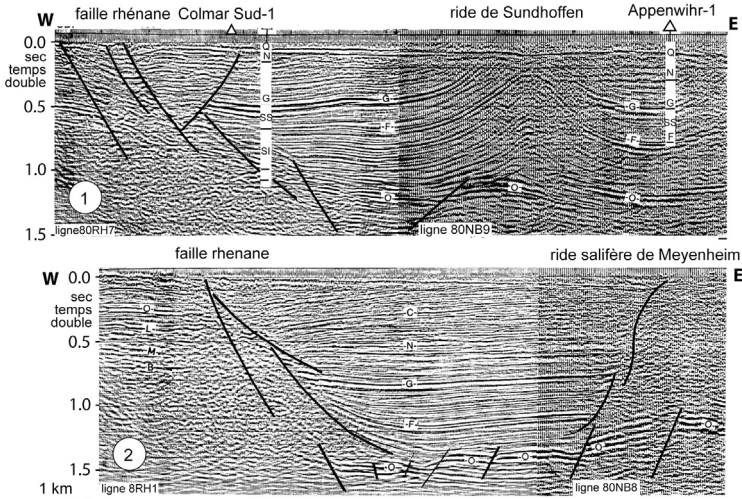 faille rhénane Colmar Sud-1 ride de Sundhoffen Appenwihr-1
W E
0.0
sec
temps
double
0.5
1.0
1.5
Q
N
G
SS
SI
G
F
O
O
G
F
O
Q
N
G
SS
F
1
ligne80RH7
ligne 80NB9
faille rhenane ride salifère de Meyenheim
W E
0.0
sec
temps
double
0.5
1.0
1.5
O
L
M
B
C
N
G
F
O
O
O
O
O
2
1 km
ligne 8RH1
ligne 80NB8